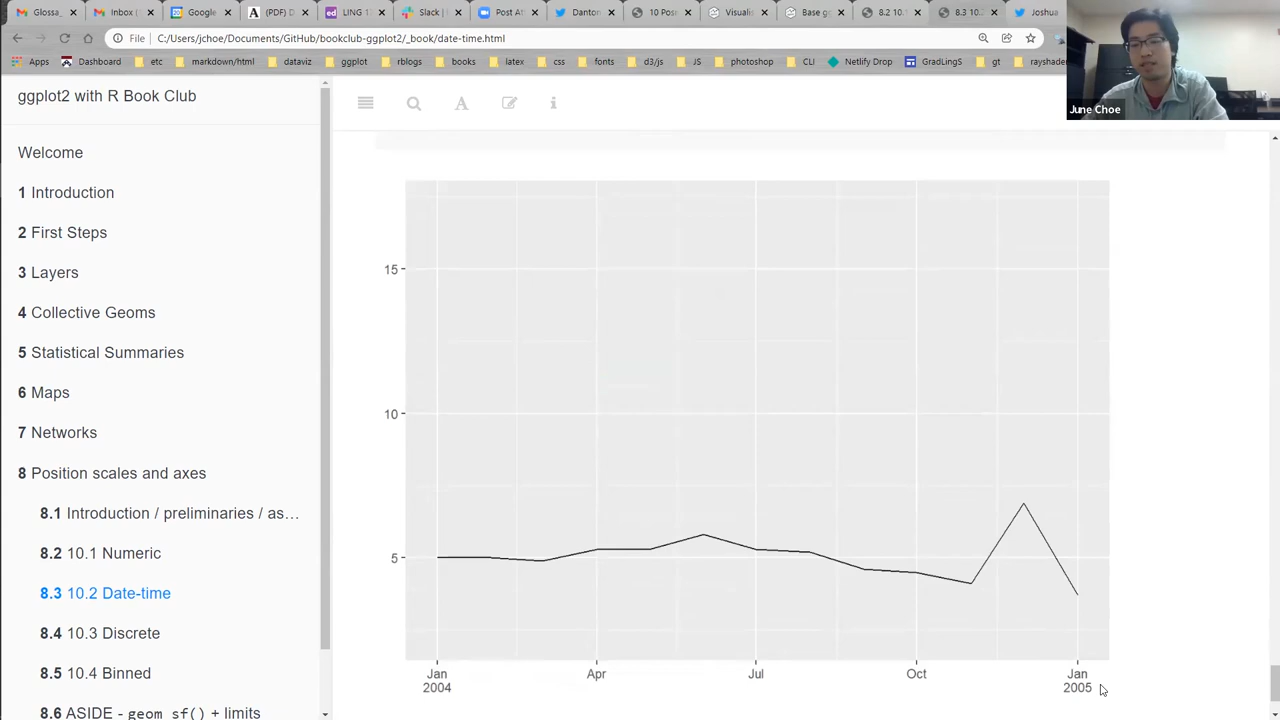 Glossa_
Inbox (
Google
(PDF) D
LING 1
Slack |
Post At
Danton
10 Pos
Visualis
Base g
8.2 10.
8.3 10.
Joshua
File C:/Users/jchoe/Documents/GitHub/bookclub-ggplot2/_book/date-time.html
Apps Dashboard etc markdown/html dataviz ggplot rblogs books latex css fonts d3/js JS photoshop CLI Netlify Drop GradLingS gt rayshader
June Choe
ggplot2 with R Book Club
Welcome
1 Introduction
2 First Steps
3 Layers
4 Collective Geoms
5 Statistical Summaries
6 Maps
7 Networks
8 Position scales and axes
8.1 Introduction / preliminaries / as…
8.2 10.1 Numeric
8.3 10.2 Date-time
8.4 10.3 Discrete
8.5 10.4 Binned
8.6 ASIDE - geom_sf() + limits
15
10
5
Jan
2004
Apr
Jul
Oct
Jan
2005